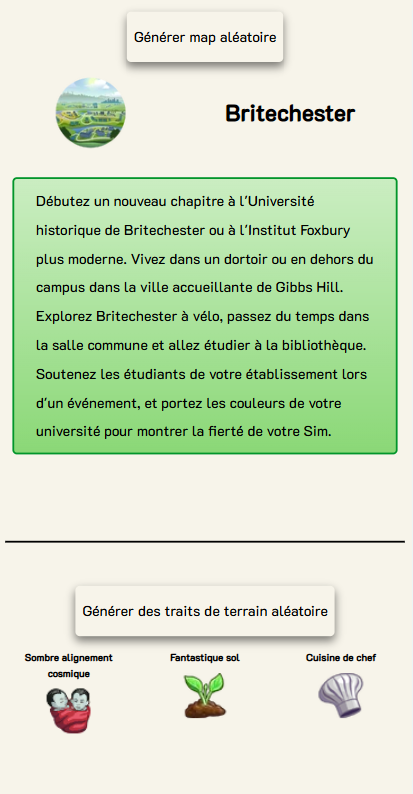 Générer map aléatoire
Britechester
Débutez un nouveau chapitre à l'Université
historique de Britechester ou à l'Institut Foxbury
plus moderne. Vivez dans un dortoir ou en dehors du
campus dans la ville accueillante de Gibbs Hill.
Explorez Britechester à vélo, passez du temps dans
la salle commune et allez étudier à la bibliothèque.
Soutenez les étudiants de votre établissement lors
d'un événement, et portez les couleurs de votre
université pour montrer la fierté de votre Sim.
Générer des traits de terrain aléatoire
Sombre alignement
cosmique
Fantastique sol
Cuisine de chef